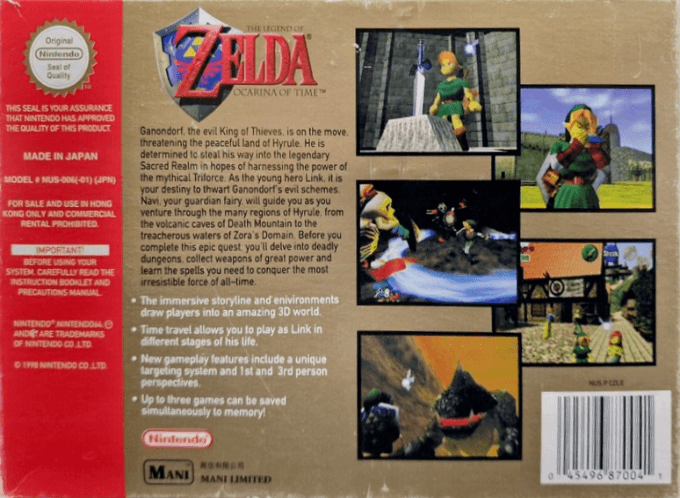 Original
Nintendo
Seal of
Quality
THIS SEAL IS YOUR ASSURANCE
THAT NINTENDO HAS APPROVED
THE QUALITY OF THIS PRODUCT
MADE IN JAPAN
MODEL # NUS-006(-01) (JPN)
FOR SALE AND USE IN HONG
KONG ONLY AND COMMERCIAL
RENTAL PROHIBITED.
IMPORTANT!
BEFORE USING YOUR
SYSTEM, CAREFULLY READ THE
INSTRUCTION BOOKLET AND
PRECAUTIONS MANUAL.
NINTENDO® NINTENDO64,
ARE TRADEMARKS
OF NINTENDO CO.,LTD.
© 1998 NINTENDO CO.,LTD.
THE LEGEND OF
ZELDA®
OCARINA OF TIME™
Ganondorf, the evil King of Thieves, is on the move,
threatening the peaceful land of Hyrule. He is
determined to steal his way into the legendary
Sacred Realm in hopes of harnessing the power of
the mythical Triforce. As the young hero Link, it is
your destiny to thwart Ganondorf's evil schemes.
Navi, your guardian fairy, will guide you as you
venture through the many regions of Hyrule, from
the volcanic caves of Death Mountain to the
treacherous waters of Zora's Domain. Before you
complete this epic quest, you'll delve into deadly
dungeons, collect weapons of great power and
learn the spells you need to conquer the most
irresistible force of all-time.
• The immersive storyline and enivironments
draw players into an amazing 3D world.
• Time travel allows you to play as Link in
different stages of his life.
• New gameplay features include a unique
targeting system and 1st and 3rd person
perspectives.
• Up to three games can be saved
simultaneously to memory!
Nintendo®
MANI
MANI LIMITED
NUS P CZLE
0 45496 87004 1